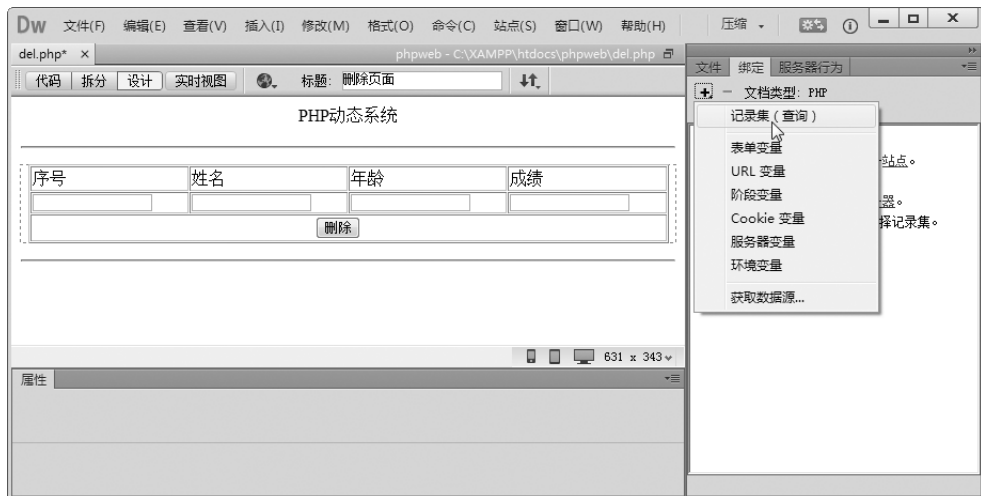 Dw 文件(F) 编辑(E) 查看(V) 插入(I) 修改(M) 格式(O) 命令(C) 站点(S) 窗口(W) 帮助(H) 压缩
del.php* × phpweb - C:\XAMPP\htdocs\phpweb\del.php
代码 拆分 设计 实时视图 标题: 删除页面
PHP动态系统
序号 姓名 年龄 成绩
删除
631 x 343
属性
文件 绑定 服务器行为
文档类型: PHP
记录集(查询)
表单变量
URL 变量
阶段变量
Cookie 变量
服务器变量
环境变量
获取数据源...
站点。
器。
择记录集。